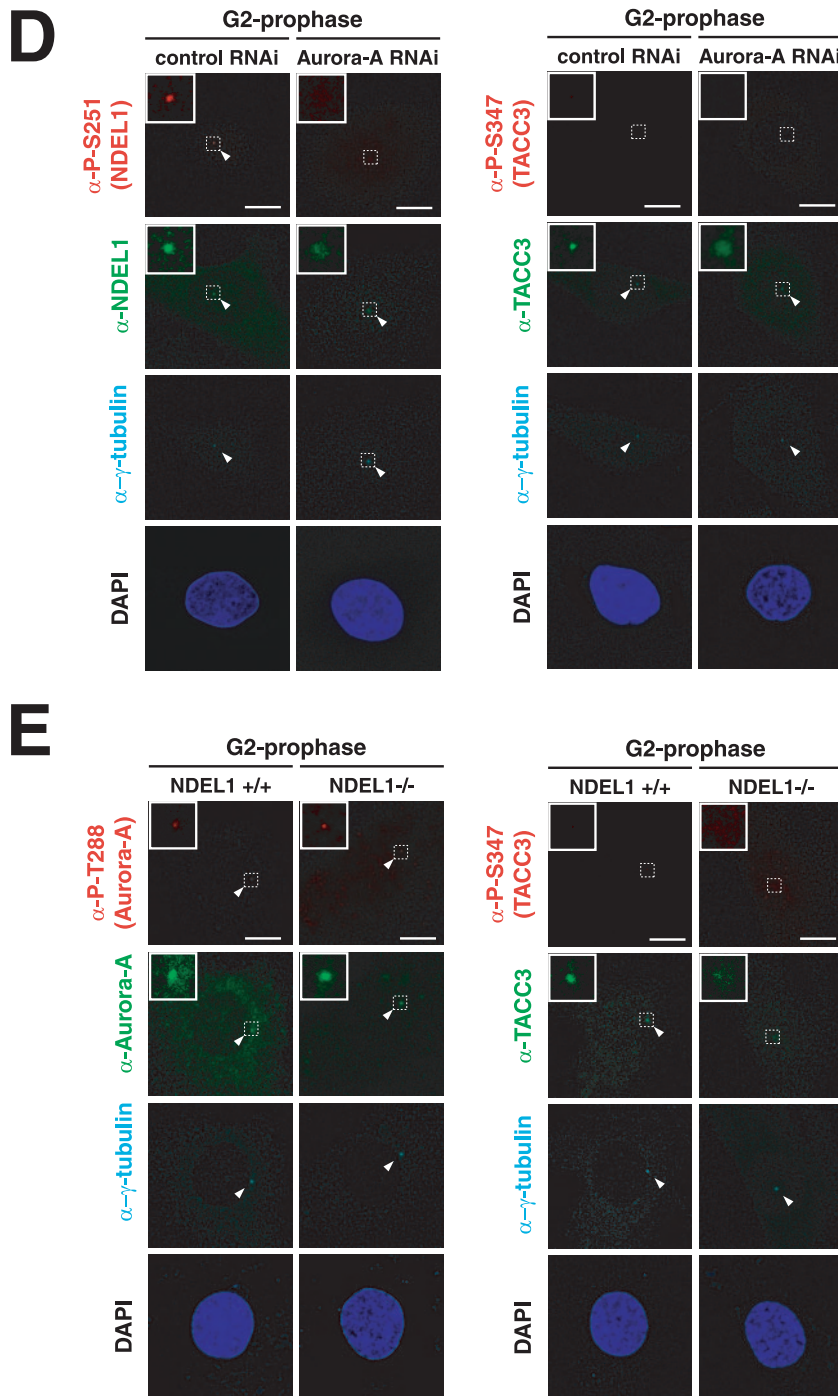 D
G2-prophase
control RNAi
Aurora-A RNAi
α-P-S251
(NDEL1)
α-NDEL1
α–γ-tubulin
DAPI
G2-prophase
control RNAi
Aurora-A RNAi
α-P-S347
(TACC3)
α-TACC3
α–γ-tubulin
DAPI
E
G2-prophase
NDEL1 +/+
NDEL1-/-
α-P-T288
(Aurora-A)
α-Aurora-A
α–γ-tubulin
DAPI
G2-prophase
NDEL1 +/+
NDEL1-/-
α-P-S347
(TACC3)
α-TACC3
α–γ-tubulin
DAPI